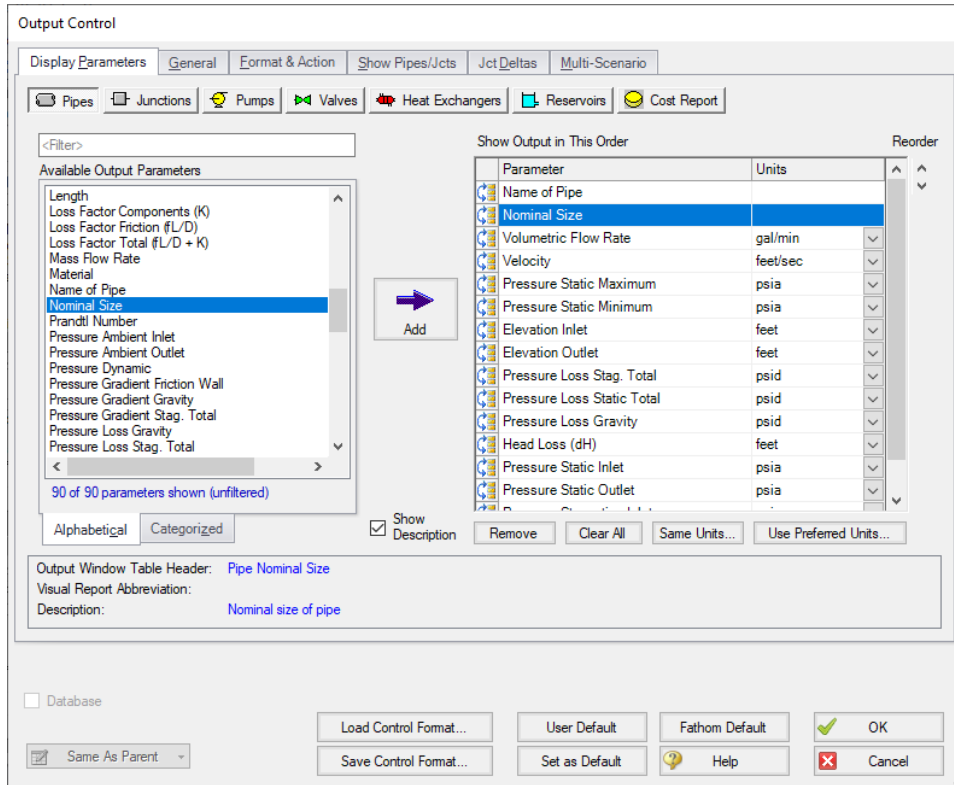 Output Control
Display Parameters
General
Format & Action
Show Pipes/Jcts
Jct Deltas
Multi-Scenario
Pipes
Junctions
Pumps
Valves
Heat Exchangers
Reservoirs
Cost Report
<Filter>
Available Output Parameters
Length
Loss Factor Components (K)
Loss Factor Friction (fL/D)
Loss Factor Total (fL/D + K)
Mass Flow Rate
Material
Name of Pipe
Nominal Size
Prandtl Number
Pressure Ambient Inlet
Pressure Ambient Outlet
Pressure Dynamic
Pressure Gradient Friction Wall
Pressure Gradient Gravity
Pressure Gradient Stag. Total
Pressure Loss Gravity
Pressure Loss Stag. Total
90 of 90 parameters shown (unfiltered)
Alphabetical
Categorized
Add
Show Description
Show Output in This Order
Reorder
Parameter Units
Name of Pipe
Nominal Size
Volumetric Flow Rate gal/min
Velocity feet/sec
Pressure Static Maximum psia
Pressure Static Minimum psia
Elevation Inlet feet
Elevation Outlet feet
Pressure Loss Stag. Total psid
Pressure Loss Static Total psid
Pressure Loss Gravity psid
Head Loss (dH) feet
Pressure Static Inlet psia
Pressure Static Outlet psia
Remove
Clear All
Same Units...
Use Preferred Units...
Output Window Table Header: Pipe Nominal Size
Visual Report Abbreviation:
Description: Nominal size of pipe
Database
Same As Parent
Load Control Format...
User Default
Fathom Default
OK
Save Control Format...
Set as Default
Help
Cancel